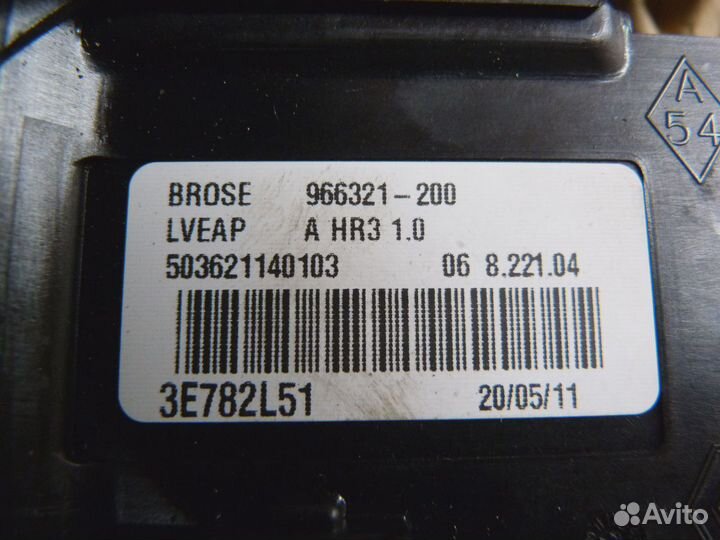 A
54
BROSE 966321-200
LVEAP A HR3 1.0
503621140103 06 8.221.04
3E782L51 20/05/11
Avito